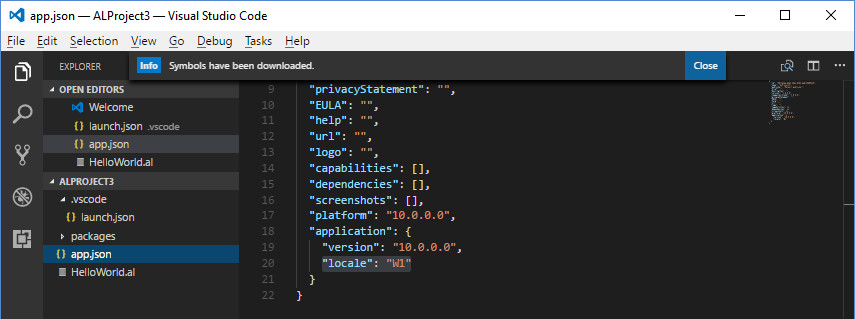 app.json — ALProject3 — Visual Studio Code
File Edit Selection View Go Debug Tasks Help
EXPLORER
Info Symbols have been downloaded. Close
OPEN EDITORS
Welcome
launch.json .vscode
app.json
HelloWorld.al
ALPROJECT3
.vscode
launch.json
packages
app.json
HelloWorld.al
9 "privacyStatement": "",
10 "EULA": "",
11 "help": "",
12 "url": "",
13 "logo": "",
14 "capabilities": [],
15 "dependencies": [],
16 "screenshots": [],
17 "platform": "10.0.0.0",
18 "application": {
19 "version": "10.0.0.0",
20 "locale": "W1"
21 }
22 }